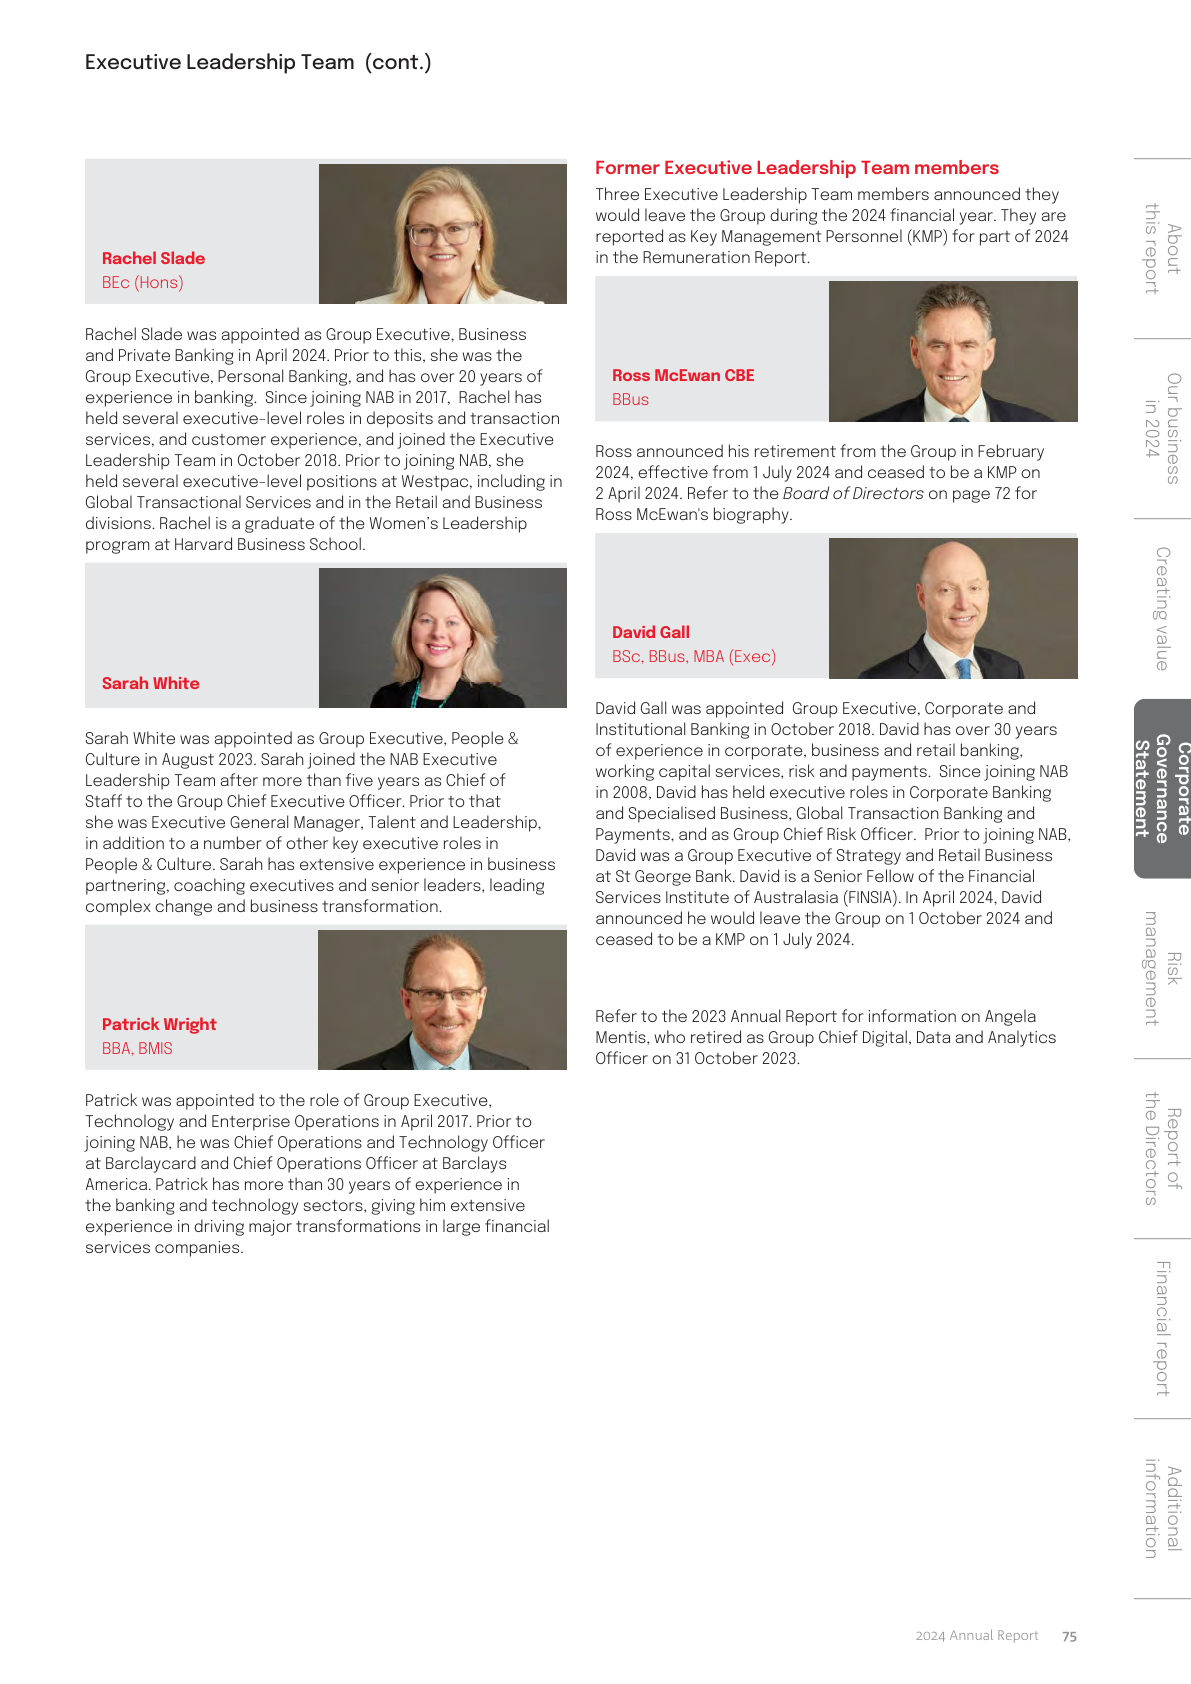 Executive Leadership Team (cont.)
Rachel Slade
BEc (Hons)
Rachel Slade was appointed as Group Executive, Business
and Private Banking in April 2024. Prior to this, she was the
Group Executive, Personal Banking, and has over 20 years of
experience in banking. Since joining NAB in 2017, Rachel has
held several executive-level roles in deposits and transaction
services, and customer experience, and joined the Executive
Leadership Team in October 2018. Prior to joining NAB, she
held several executive-level positions at Westpac, including in
Global Transactional Services and in the Retail and Business
divisions. Rachel is a graduate of the Women's Leadership
program at Harvard Business School.
Sarah White
Sarah White was appointed as Group Executive, People &
Culture in August 2023. Sarah joined the NAB Executive
Leadership Team after more than five years as Chief of
Staff to the Group Chief Executive Officer. Prior to that
she was Executive General Manager, Talent and Leadership,
in addition to a number of other key executive roles in
People & Culture. Sarah has extensive experience in business
partnering, coaching executives and senior leaders, leading
complex change and business transformation.
Patrick Wright
BBA, BMIS
Patrick was appointed to the role of Group Executive,
Technology and Enterprise Operations in April 2017. Prior to
joining NAB, he was Chief Operations and Technology Officer
at Barclaycard and Chief Operations Officer at Barclays
America. Patrick has more than 30 years of experience in
the banking and technology sectors, giving him extensive
experience in driving major transformations in large financial
services companies.
Former Executive Leadership Team members
Three Executive Leadership Team members announced they
would leave the Group during the 2024 financial year. They are
reported as Key Management Personnel (KMP) for part of 2024
in the Remuneration Report.
Ross McEwan CBE
BBus
Ross announced his retirement from the Group in February
2024, effective from 1 July 2024 and ceased to be a KMP on
2 April 2024. Refer to the Board of Directors on page 72 for
Ross McEwan's biography.
David Gall
BSc, BBus, MBA (Exec)
David Gall was appointed Group Executive, Corporate and
Institutional Banking in October 2018. David has over 30 years
of experience in corporate, business and retail banking,
working capital services, risk and payments. Since joining NAB
in 2008, David has held executive roles in Corporate Banking
and Specialised Business, Global Transaction Banking and
Payments, and as Group Chief Risk Officer. Prior to joining NAB,
David was a Group Executive of Strategy and Retail Business
at St George Bank. David is a Senior Fellow of the Financial
Services Institute of Australasia (FINSIA). In April 2024, David
announced he would leave the Group on 1 October 2024 and
ceased to be a KMP on 1 July 2024.
Refer to the 2023 Annual Report for information on Angela
Mentis, who retired as Group Chief Digital, Data and Analytics
Officer on 31 October 2023.
About
this report
Our business
in 2024
Creating value
Corporate
Governance
Statement
Risk
management
Report of
the Directors
Financial report
Additional
information
2024 Annual Report 75